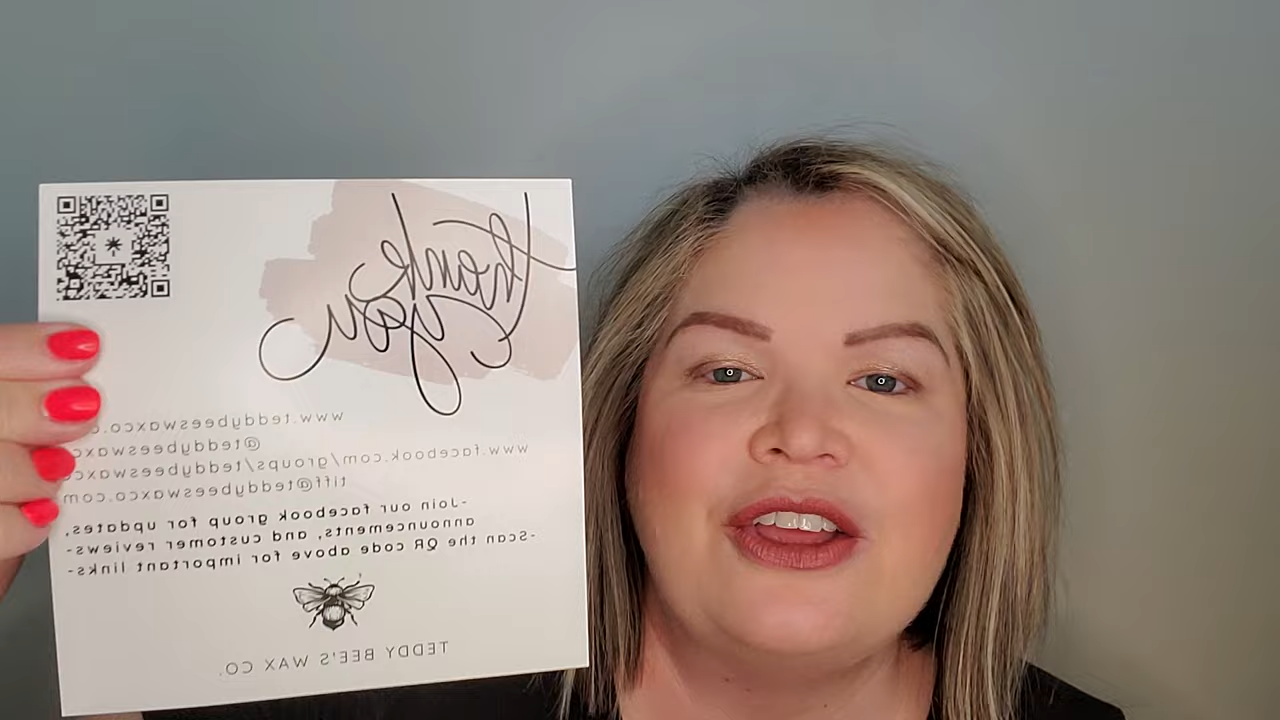 thank
you
www.teddybeeswaxco.
@teddybeeswaxco
www.facebook.com/groups/teddybeeswaxco
tiff@teddybeeswaxco.com
-Join our facebook group for updates,
announcements, and customer reviews-
-Scan the QR code above for important links-
TEDDY BEE'S WAX CO.